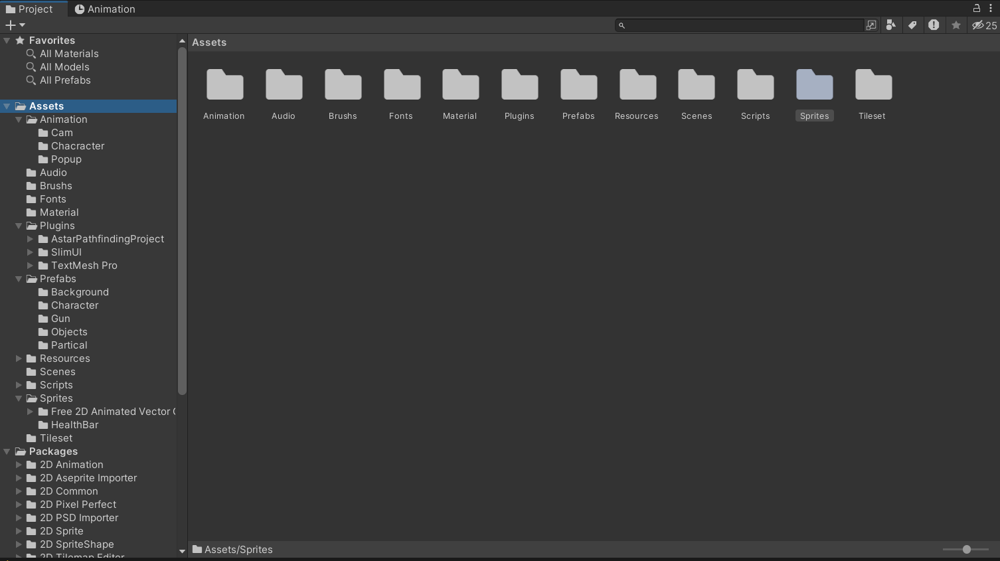 Project
Animation
25
Favorites
All Materials
All Models
All Prefabs
Assets
Animation
Cam
Chacracter
Popup
Audio
Brushs
Fonts
Material
Plugins
AstarPathfindingProject
SlimUI
TextMesh Pro
Prefabs
Background
Character
Gun
Objects
Partical
Resources
Scenes
Scripts
Sprites
Free 2D Animated Vector
HealthBar
Tileset
Packages
2D Animation
2D Aseprite Importer
2D Common
2D Pixel Perfect
2D PSD Importer
2D Sprite
2D SpriteShape
2D Tilemap Editor
Assets
Animation Audio Brushs Fonts Material Plugins Prefabs Resources Scenes Scripts Sprites Tileset
Assets/Sprites